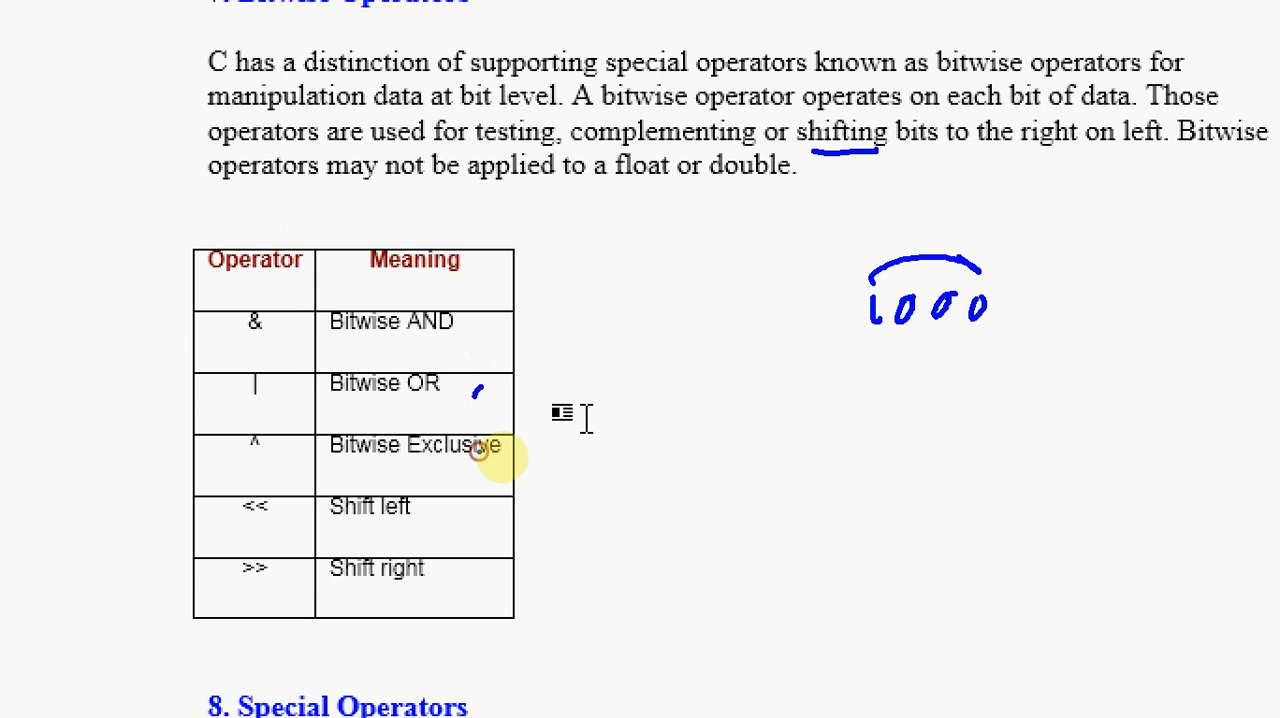 7. Bitwise Operators
C has a distinction of supporting special operators known as bitwise operators for
manipulation data at bit level. A bitwise operator operates on each bit of data. Those
operators are used for testing, complementing or shifting bits to the right on left. Bitwise
operators may not be applied to a float or double.
Operator Meaning
& Bitwise AND
| Bitwise OR
^ Bitwise Exclusive
<< Shift left
>> Shift right
1000
8. Special Operators